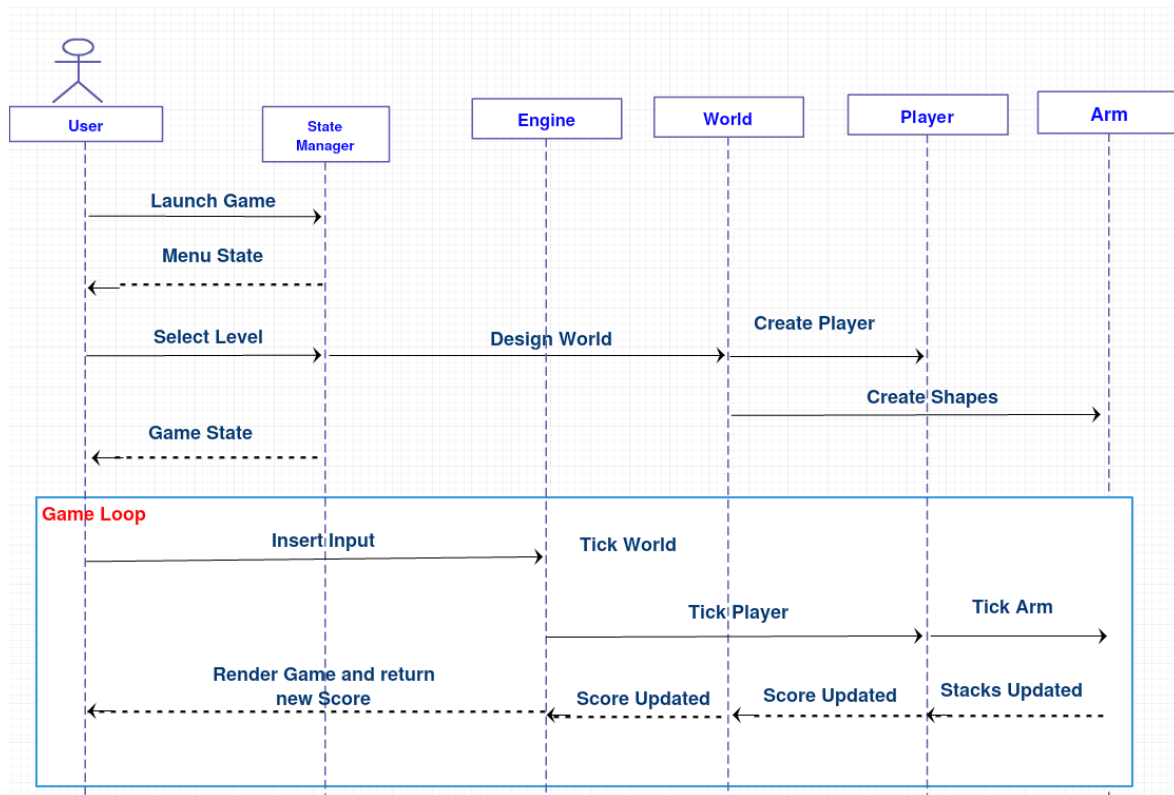 User
State
Manager
Engine
World
Player
Arm
Launch Game
Menu State
Select Level
Design World
Create Player
Create Shapes
Game State
Game Loop
Insert Input
Tick World
Tick Player
Tick Arm
Render Game and return
new Score
Score Updated
Score Updated
Stacks Updated